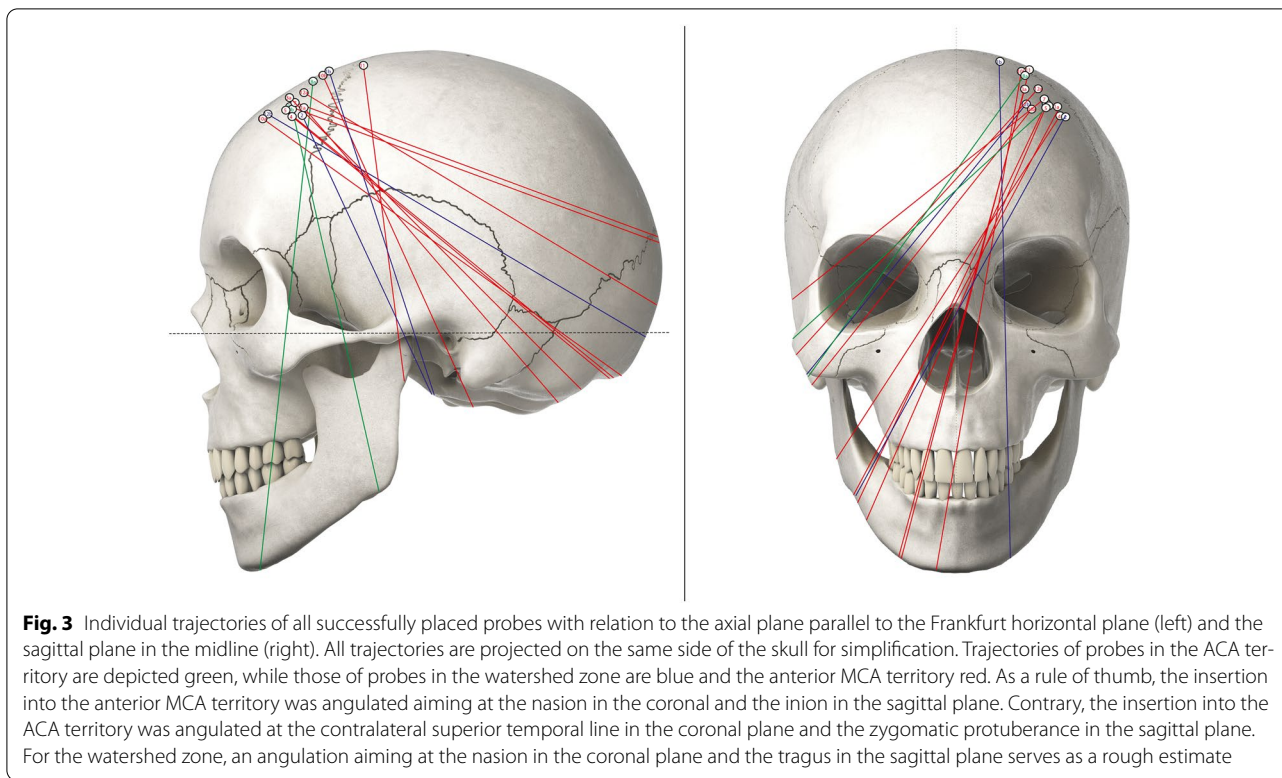 Fig. 3 Individual trajectories of all successfully placed probes with relation to the axial plane parallel to the Frankfurt horizontal plane (left) and the
sagittal plane in the midline (right). All trajectories are projected on the same side of the skull for simplification. Trajectories of probes in the ACA ter-
ritory are depicted green, while those of probes in the watershed zone are blue and the anterior MCA territory red. As a rule of thumb, the insertion
into the anterior MCA territory was angulated aiming at the nasion in the coronal and the inion in the sagittal plane. Contrary, the insertion into the
ACA territory was angulated at the contralateral superior temporal line in the coronal plane and the zygomatic protuberance in the sagittal plane.
For the watershed zone, an angulation aiming at the nasion in the coronal plane and the tragus in the sagittal plane serves as a rough estimate